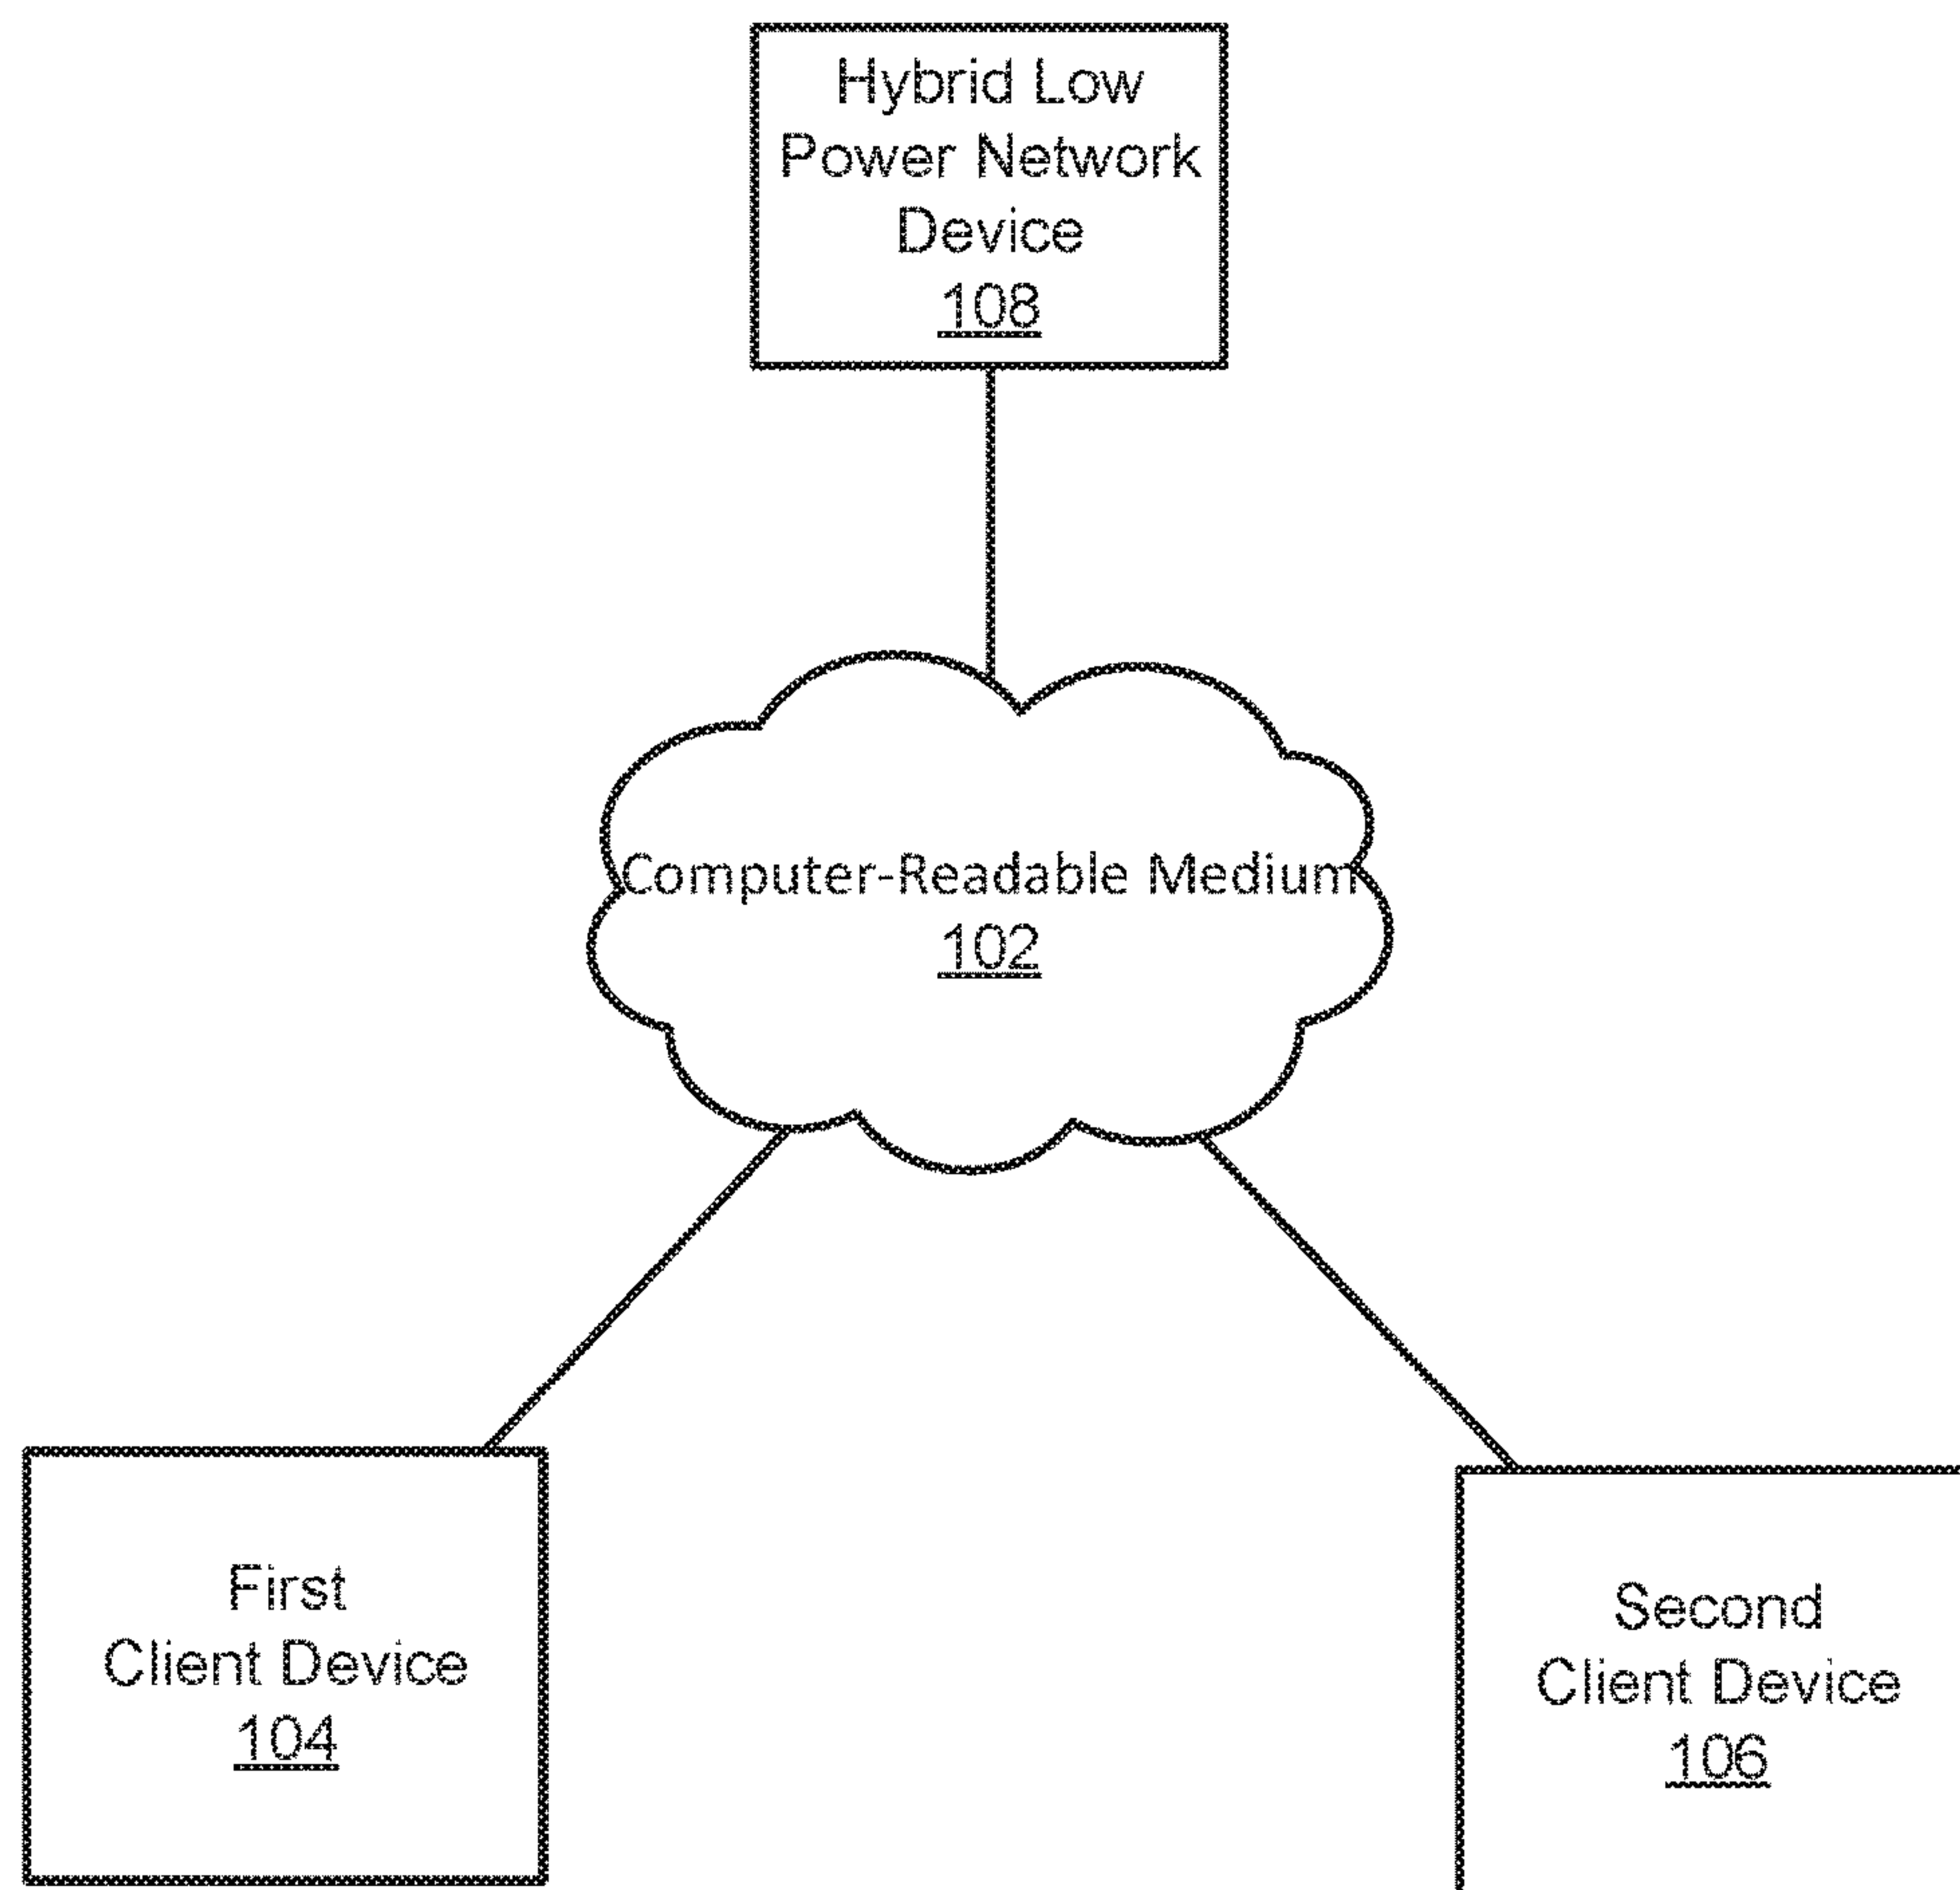 Hybrid Low
Power Network
Device
108
Computer-Readable Medium
102
First
Client Device
104
Second
Client Device
106